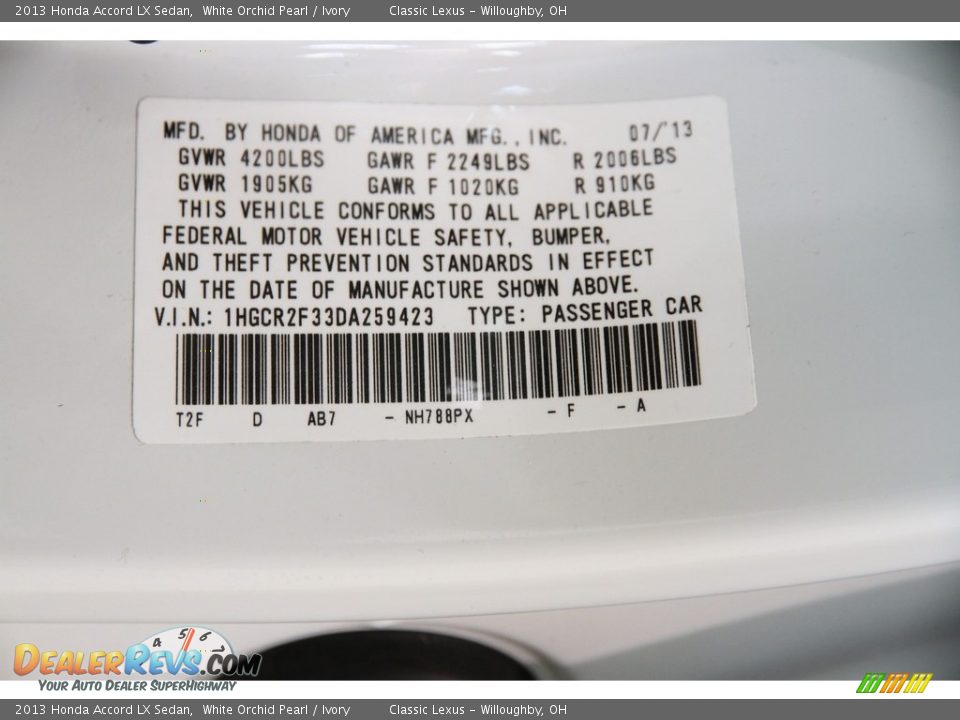 2013 Honda Accord LX Sedan, White Orchid Pearl / Ivory Classic Lexus - Willoughby, OH
MFD. BY HONDA OF AMERICA MFG., INC. 07/'13
GVWR 4200LBS GAWR F 2249LBS R 2006LBS
GVWR 1905KG GAWR F 1020KG R 910KG
THIS VEHICLE CONFORMS TO ALL APPLICABLE
FEDERAL MOTOR VEHICLE SAFETY, BUMPER,
AND THEFT PREVENTION STANDARDS IN EFFECT
ON THE DATE OF MANUFACTURE SHOWN ABOVE.
V.I.N.: 1HGCR2F33DA259423 TYPE: PASSENGER CAR
T2F D AB7 - NH788PX - F - A
4 5 6 7
DEALERREVS.COM
YOUR AUTO DEALER SUPERHIGHWAY
2013 Honda Accord LX Sedan, White Orchid Pearl / Ivory Classic Lexus - Willoughby, OH